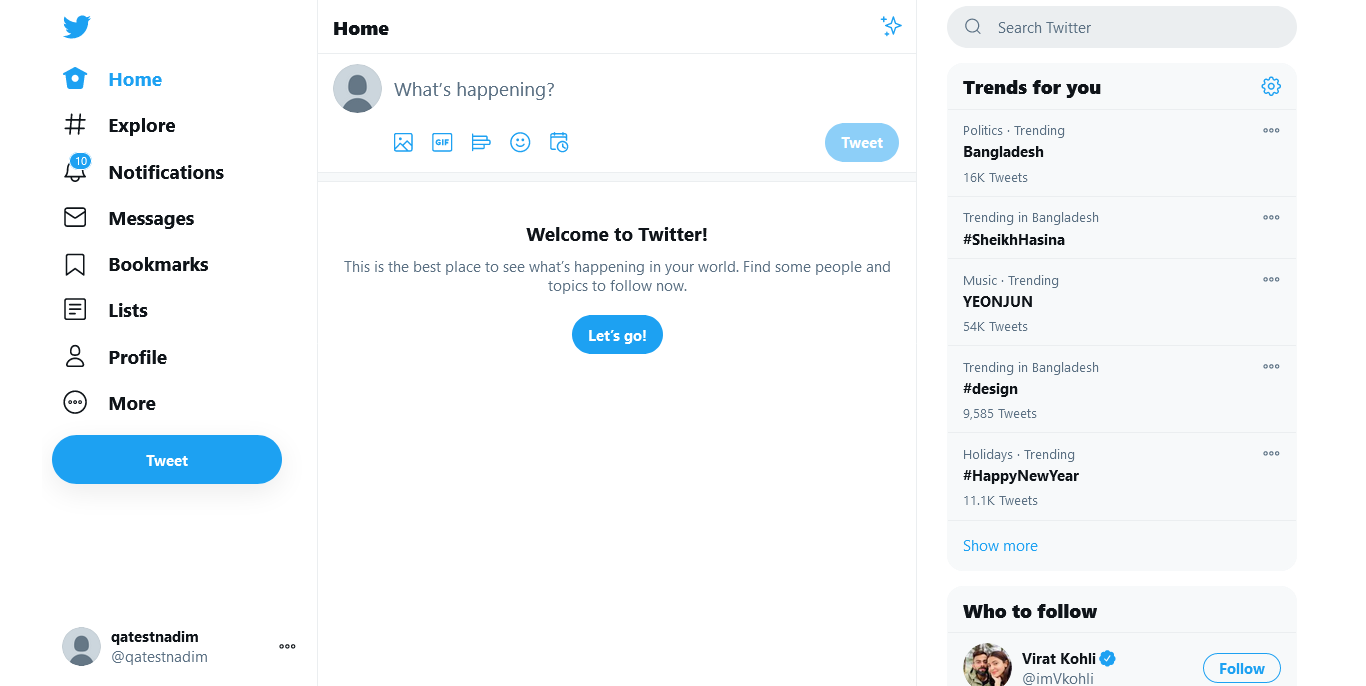 Home
Explore
10
Notifications
Messages
Bookmarks
Lists
Profile
More
Tweet
qatestnadim
@qatestnadim
Home
What's happening?
GIF
Tweet
Welcome to Twitter!
This is the best place to see what's happening in your world. Find some people and
topics to follow now.
Let's go!
Search Twitter
Trends for you
Politics · Trending
Bangladesh
16K Tweets
Trending in Bangladesh
#SheikhHasina
Music · Trending
YEONJUN
54K Tweets
Trending in Bangladesh
#design
9,585 Tweets
Holidays · Trending
#HappyNewYear
11.1K Tweets
Show more
Who to follow
Virat Kohli
@imVkohli
Follow